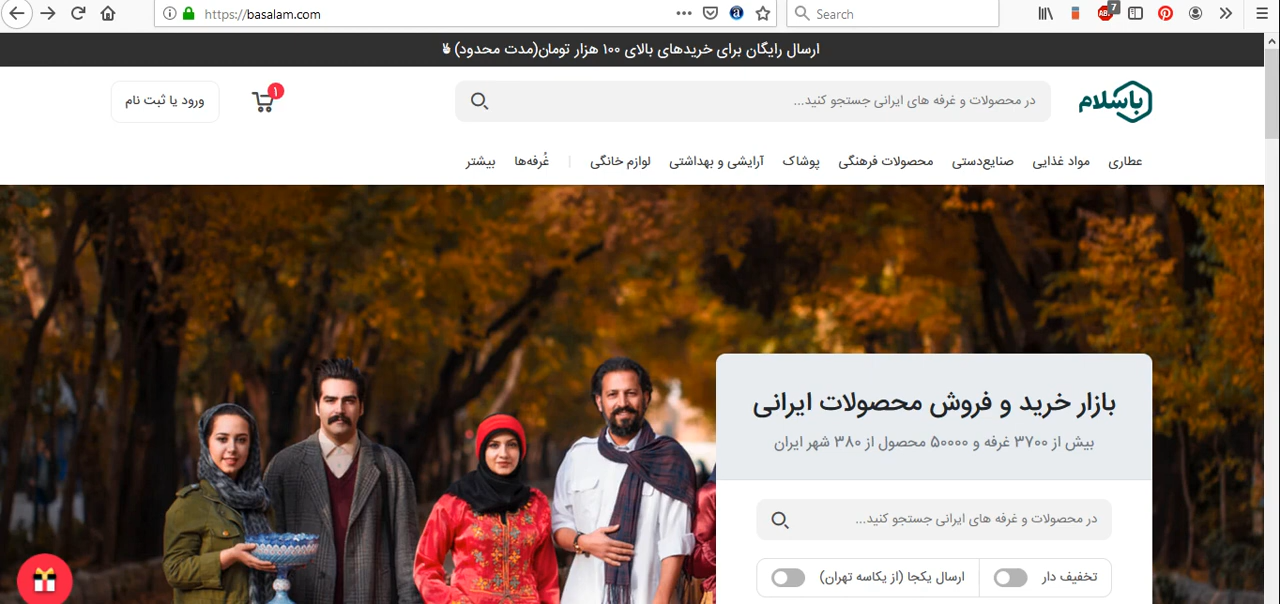 https://basalam.com
Search
7
ارسال رایگان برای خریدهای بالای ۱۰۰ هزار تومان(مدت محدود)
باسلام
در محصولات و غرفه های ایرانی جستجو کنید...
۱
ورود یا ثبت نام
عطاری مواد غذایی صنایع‌دستی محصولات فرهنگی پوشاک آرایشی و بهداشتی لوازم خانگی | غُرفه‌ها بیشتر
بازار خرید و فروش محصولات ایرانی
بیش از ۳۷۰۰ غرفه و ۵۰۰۰۰ محصول از ۳۸۰ شهر ایران
در محصولات و غرفه های ایرانی جستجو کنید...
تخفیف دار
ارسال یکجا (از یکاسه تهران)